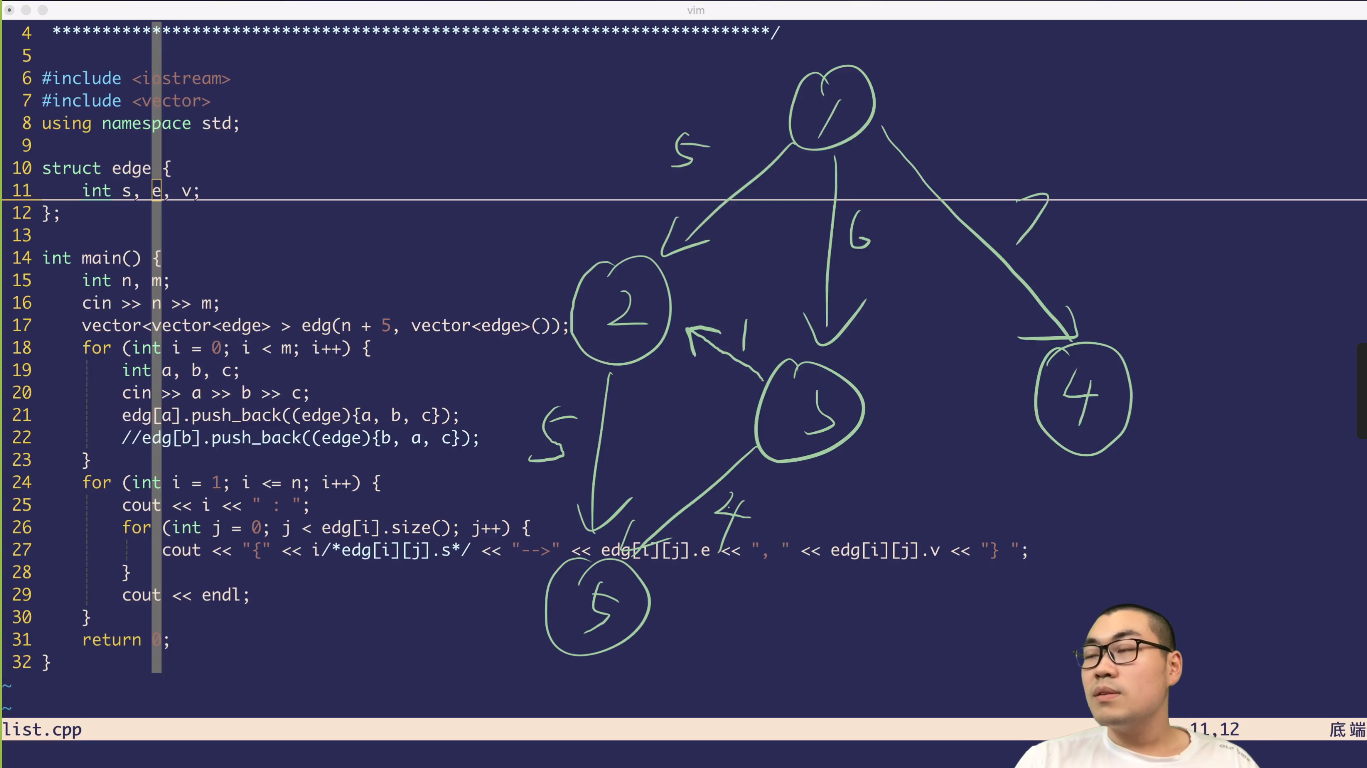 vim
4 ************************************************************************/
5
6 #include <iostream>
7 #include <vector>
8 using namespace std;
9
10 struct edge {
11     int s, e, v;
12 };
13
14 int main() {
15     int n, m;
16     cin >> n >> m;
17     vector<vector<edge> > edg(n + 5, vector<edge>());
18     for (int i = 0; i < m; i++) {
19         int a, b, c;
20         cin >> a >> b >> c;
21         edg[a].push_back((edge){a, b, c});
22         //edg[b].push_back((edge){b, a, c});
23     }
24     for (int i = 1; i <= n; i++) {
25         cout << i << " : ";
26         for (int j = 0; j < edg[i].size(); j++) {
27             cout << "{" << i/*edg[i][j].s*/ << "-->" << edg[i][j].e << ", " << edg[i][j].v << "} ";
28         }
29         cout << endl;
30     }
31     return 0;
32 }
~
~
list.cpp 11,12 底端
1
5
6
7
2
1
3
4
5
4
5